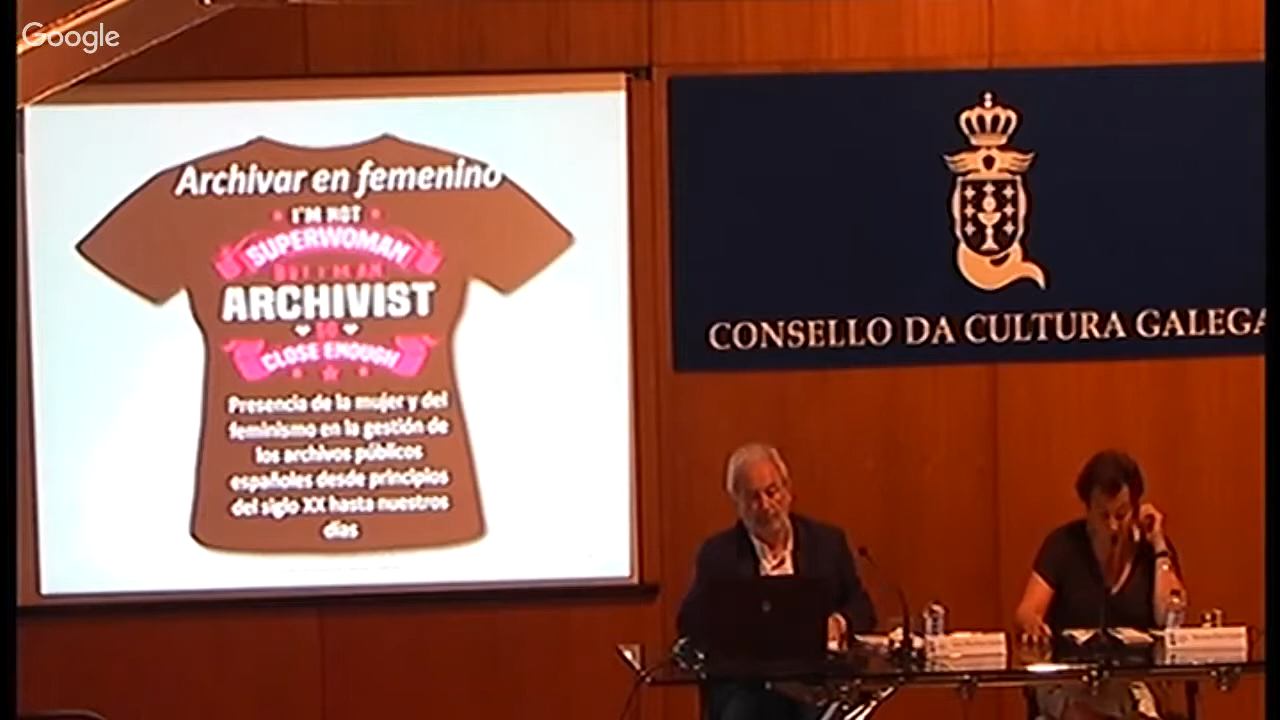 Google
Archivar en femenino
I'M NOT
SUPERWOMAN
BUT I'M AN
ARCHIVIST
SO
CLOSE ENOUGH
Presencia de la mujer y del
feminismo en la gestión de
los archivos públicos
españoles desde principios
del siglo XX hasta nuestros
días
CONSELLO DA CULTURA GALEGA